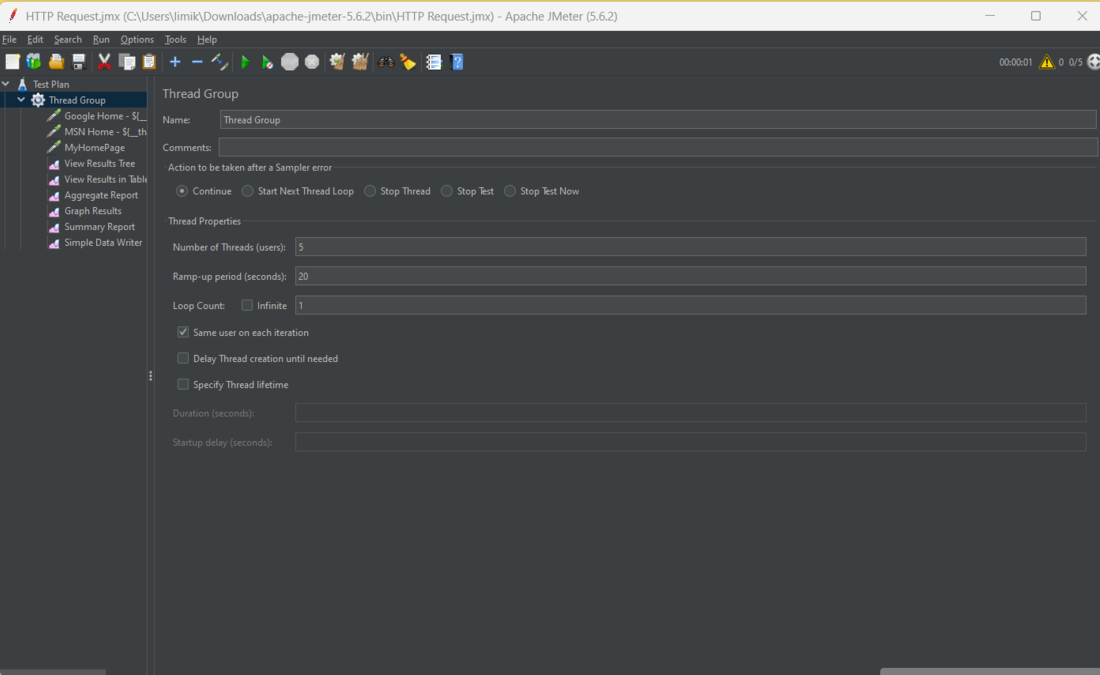 HTTP Request.jmx (C:\Users\limik\Downloads\apache-jmeter-5.6.2\bin\HTTP Request.jmx) - Apache JMeter (5.6.2)
File Edit Search Run Options Tools Help
00:00:01 0 0/5
Test Plan
Thread Group
Google Home - ${__
MSN Home - ${__th
MyHomePage
View Results Tree
View Results in Table
Aggregate Report
Graph Results
Summary Report
Simple Data Writer
Thread Group
Name: Thread Group
Comments:
Action to be taken after a Sampler error
Continue Start Next Thread Loop Stop Thread Stop Test Stop Test Now
Thread Properties
Number of Threads (users): 5
Ramp-up period (seconds): 20
Loop Count: Infinite 1
Same user on each iteration
Delay Thread creation until needed
Specify Thread lifetime
Duration (seconds):
Startup delay (seconds):